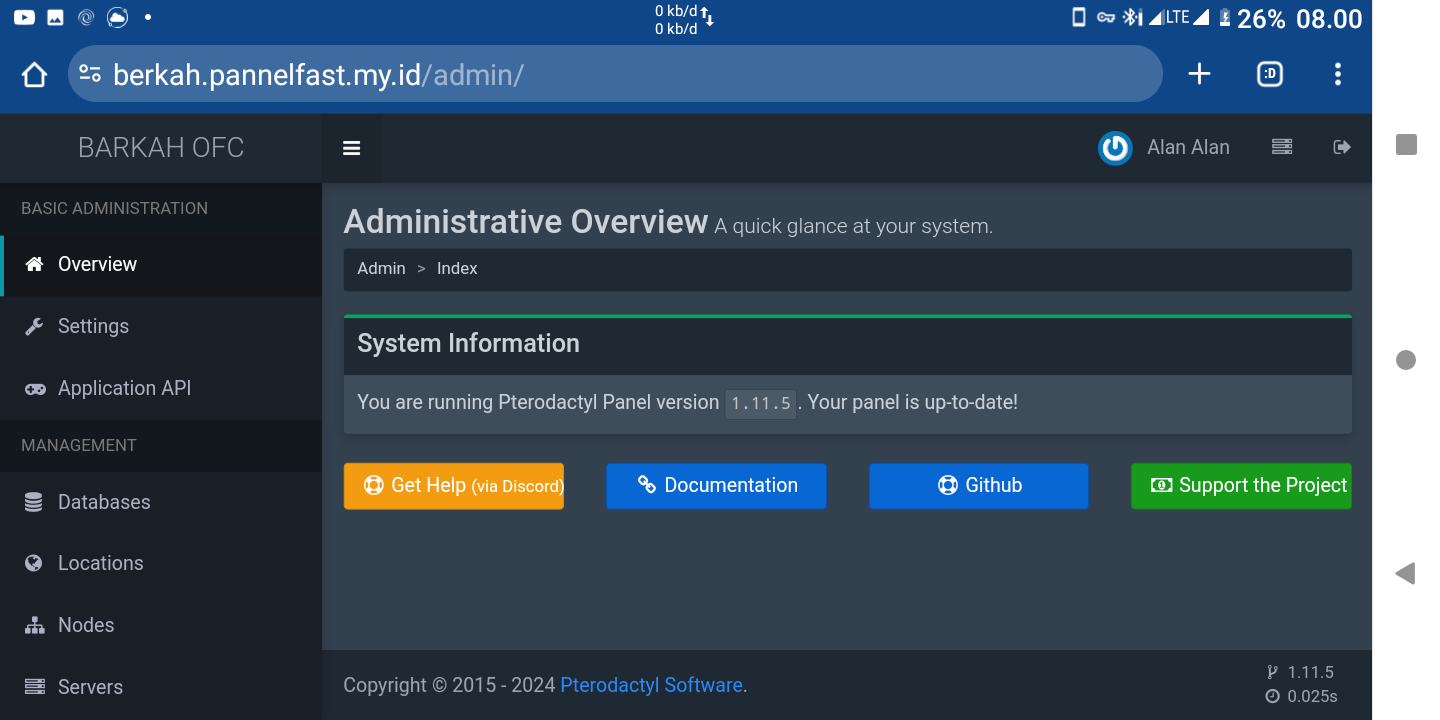 0 kb/d
0 kb/d
LTE 26% 08.00
berkah.pannelfast.my.id/admin/
:D
BARKAH OFC
Alan Alan
BASIC ADMINISTRATION
Overview
Settings
Application API
MANAGEMENT
Databases
Locations
Nodes
Servers
Administrative Overview A quick glance at your system.
Admin > Index
System Information
You are running Pterodactyl Panel version 1.11.5. Your panel is up-to-date!
Get Help (via Discord)
Documentation
Github
Support the Project
Copyright © 2015 - 2024 Pterodactyl Software.
1.11.5
0.025s